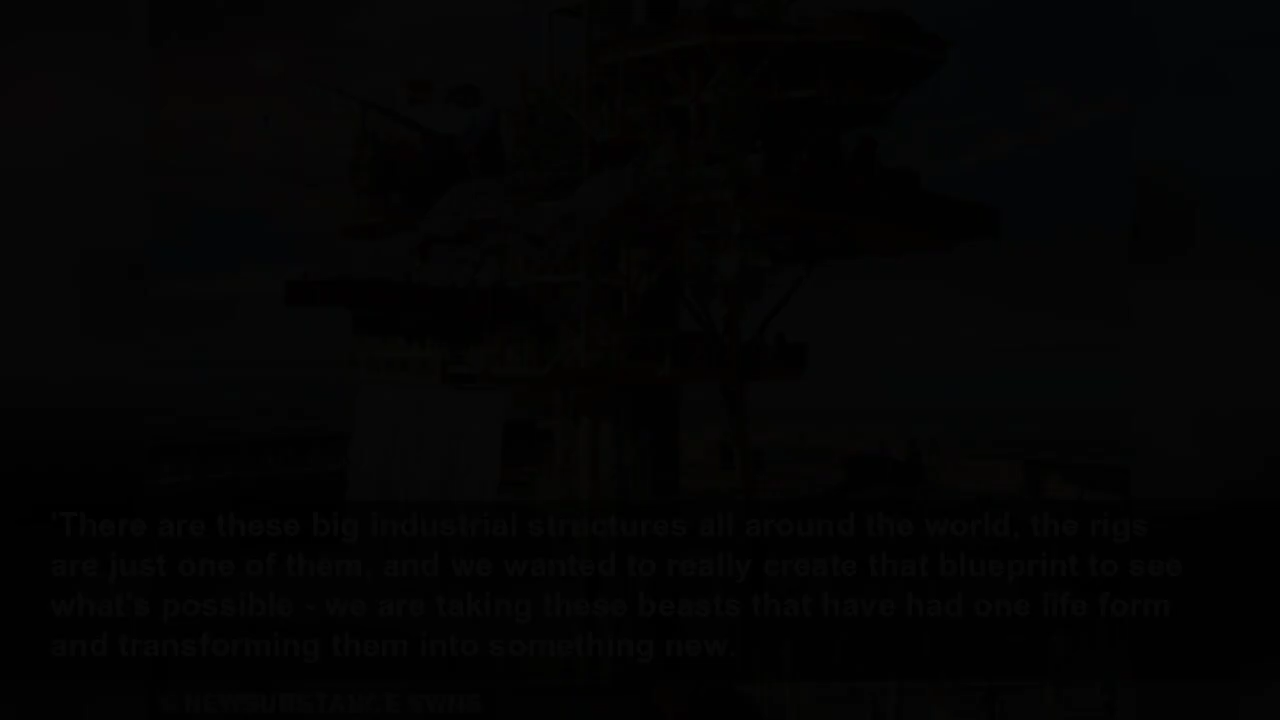 'There are these big industrial structures all around the world, the rigs
are just one of them, and we wanted to really create that blueprint to see
what's possible - we are taking these beasts that have had one life form
and transforming them into something new.
© NEWSUBSTANCE